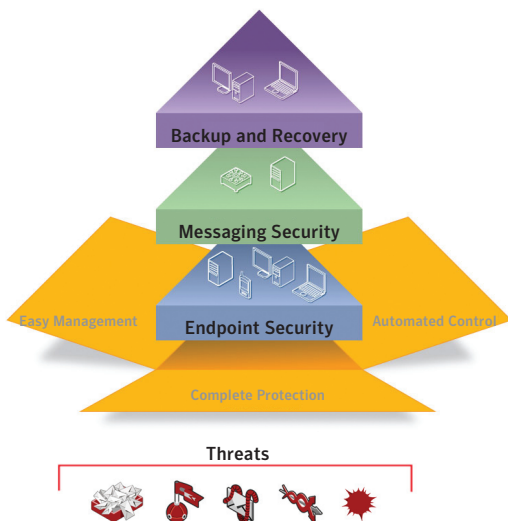 Backup and Recovery
Messaging Security
Endpoint Security
Easy Management
Automated Control
Complete Protection
Threats